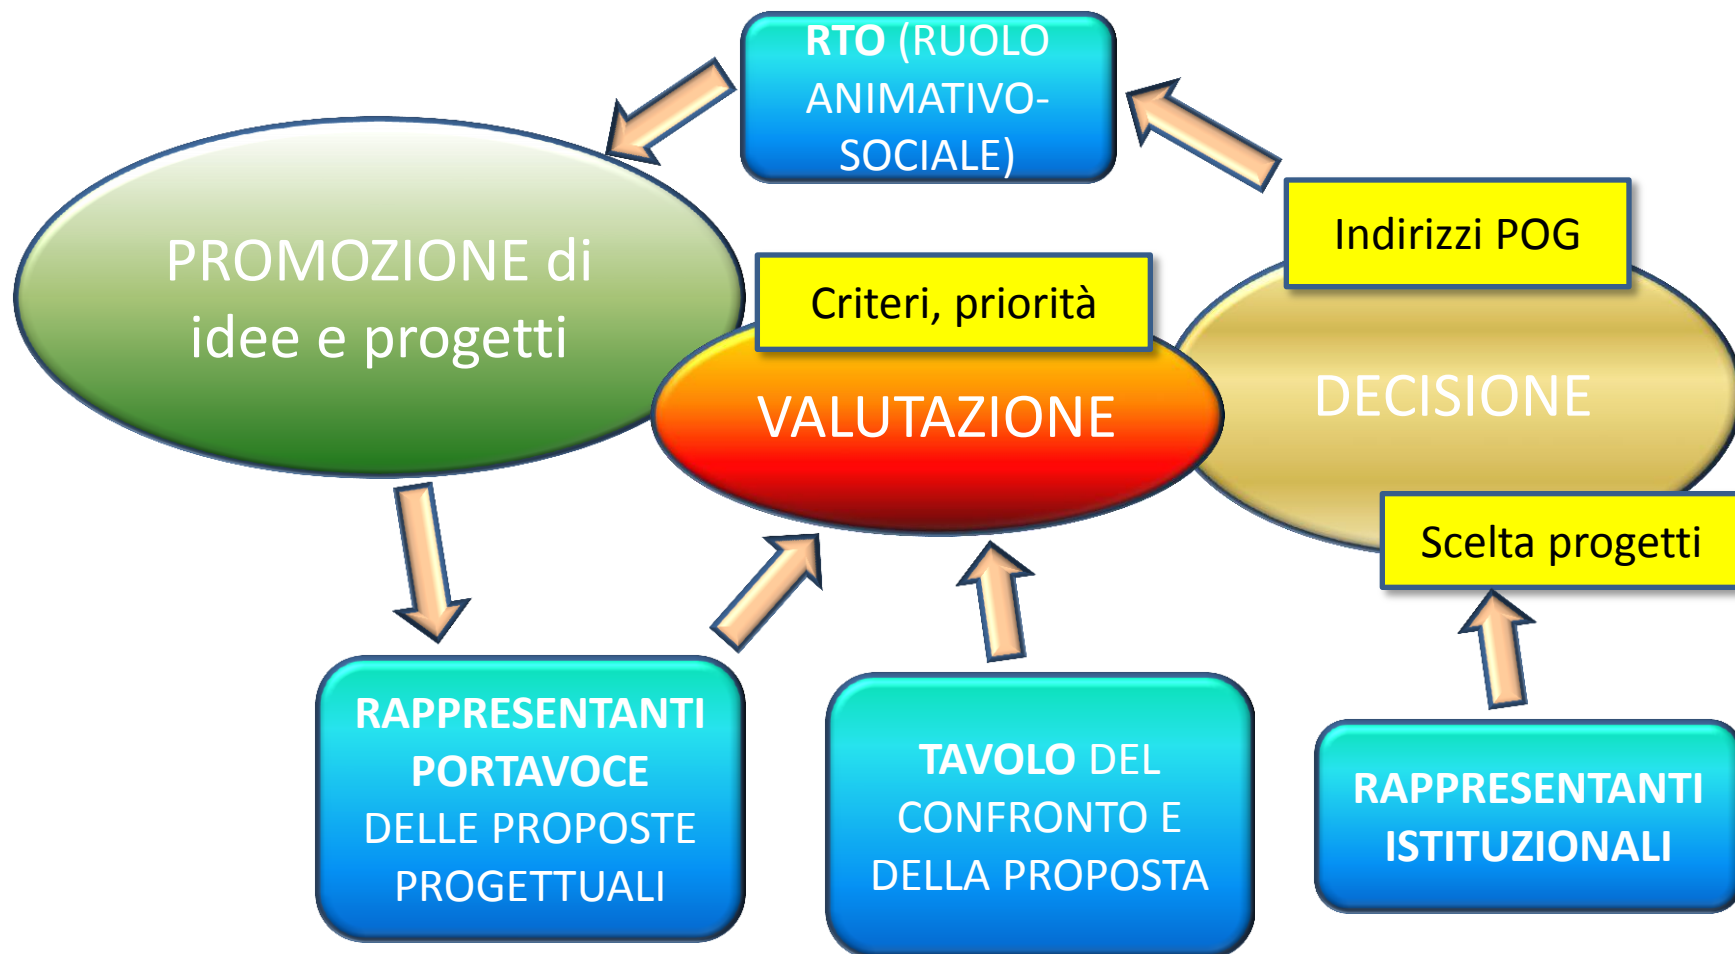 RTO (RUOLO
ANIMATIVO-
SOCIALE)
Indirizzi POG
PROMOZIONE di
idee e progetti
Criteri, priorità
VALUTAZIONE
DECISIONE
Scelta progetti
RAPPRESENTANTI
PORTAVOCE
DELLE PROPOSTE
PROGETTUALI
TAVOLO DEL
CONFRONTO E
DELLA PROPOSTA
RAPPRESENTANTI
ISTITUZIONALI